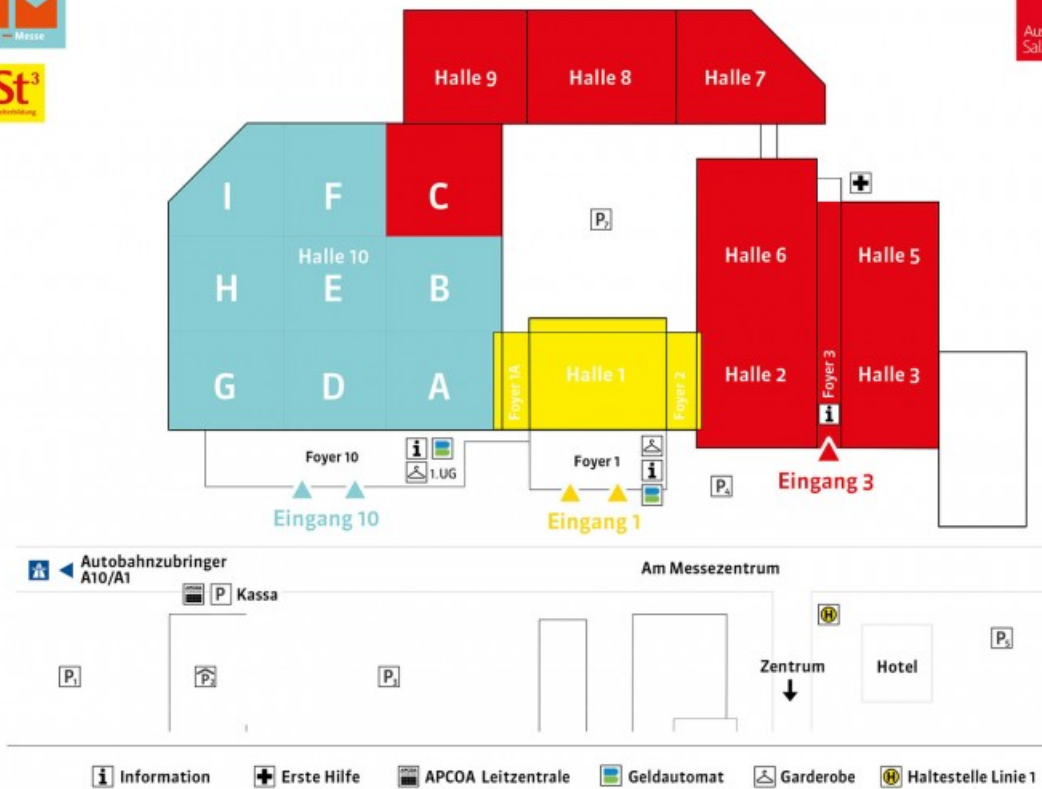 Messe
St³
Halle 9
Halle 8
Halle 7
I
F
C
P7
Halle 10
H
E
B
Halle 6
Halle 5
G
D
A
Foyer 1A
Halle 1
Foyer 2
Halle 2
Foyer 3
Halle 3
i
Foyer 10
i
1.UG
Foyer 1
i
P4
Eingang 3
Eingang 10
Eingang 1
Autobahnzubringer
A10/A1
Am Messezentrum
P Kassa
H
P1
P2
P3
Zentrum
Hotel
P5
i Information
Erste Hilfe
APCOA Leitzentrale
Geldautomat
Garderobe
H Haltestelle Linie 1